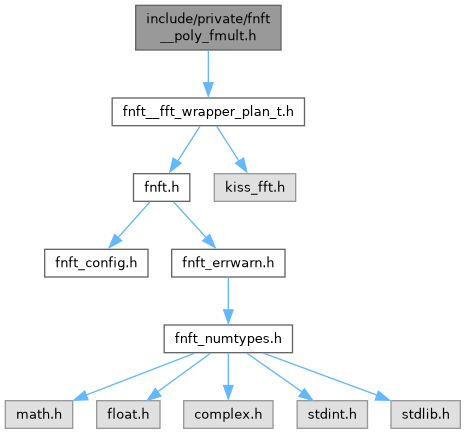 include/private/fnft
__poly_fmult.h
fnft__fft_wrapper_plan_t.h
fnft.h
kiss_fft.h
fnft_config.h
fnft_errwarn.h
fnft_numtypes.h
math.h
float.h
complex.h
stdint.h
stdlib.h